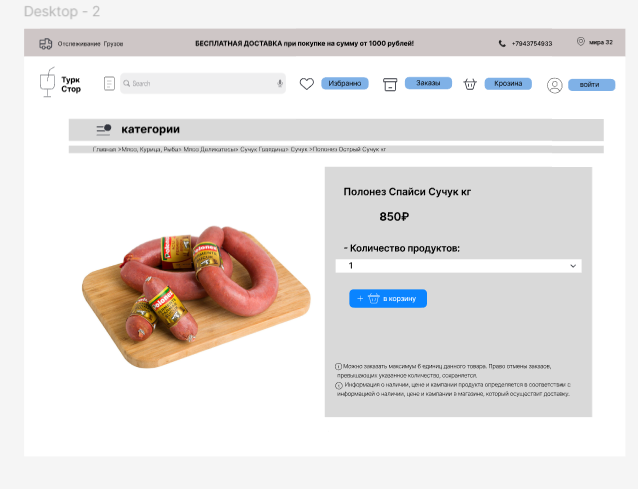 Desktop - 2
Отслеживание Грузов
БЕСПЛАТНАЯ ДОСТАВКА при покупке на сумму от 1000 рублей!
+7943754933
мира 32
Турк
Стор
Search
Избранно
Заказы
Крозина
войти
категории
Главная >Мясо, Курица, Рыба> Мясо Деликатесы> Сучук Говядина> Сучук >Полонез Острый Сучук кг
Полонез Спайси Сучук кг
850₽
- Количество продуктов:
1
+ в корзину
Можно заказать максимум 6 единиц данного товара. Право отмены заказов,
превышающих указанное количество, сохраняется.
Информация о наличии, цене и кампании продукта определяется в соответствии с
информацией о наличии, цене и кампании в магазине, который осуществит доставку.